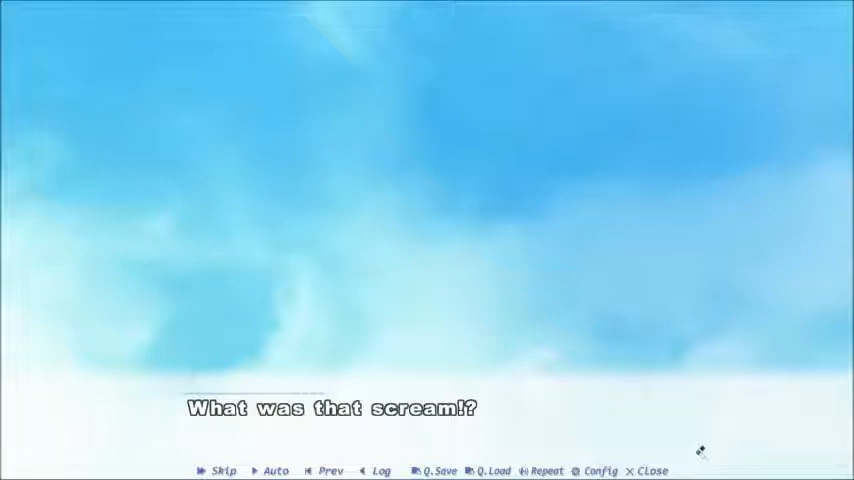 What was that scream!?
Skip Auto Prev Log Q.Save Q.Load Repeat Config Close